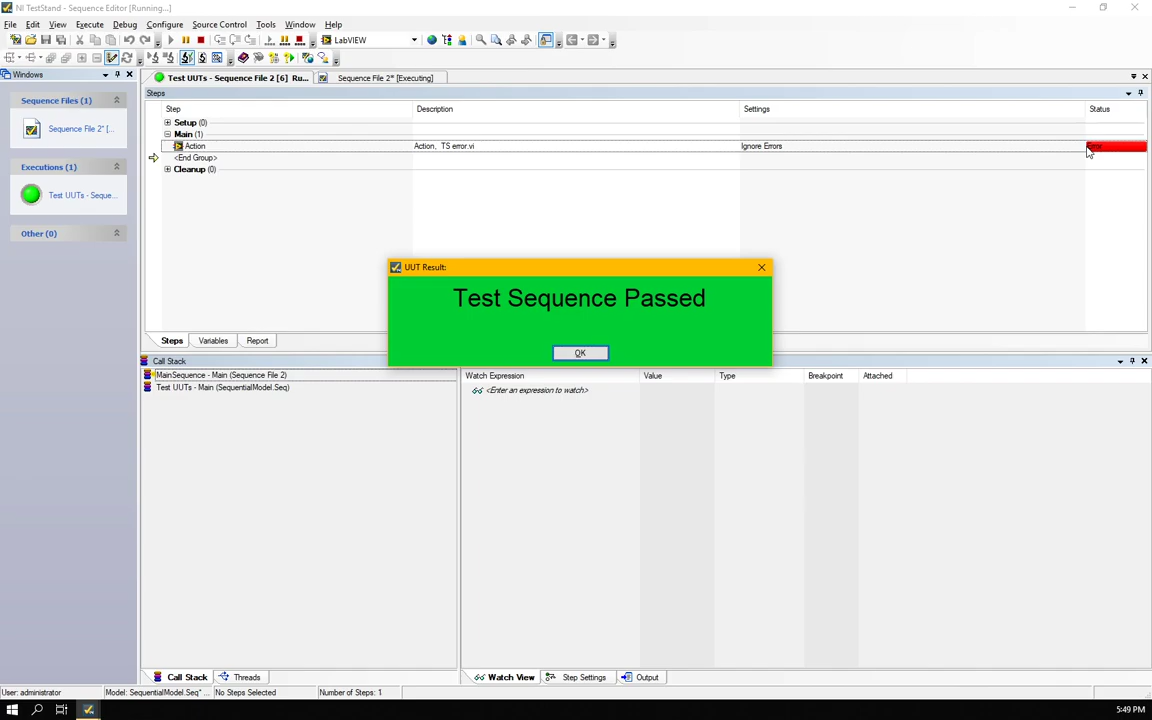 NI TestStand - Sequence Editor [Running...]
File Edit View Execute Debug Configure Source Control Tools Window Help
LabVIEW
Windows
Test UUTs - Sequence File 2 [6] Ru...
Sequence File 2* [Executing]
Steps
Sequence Files (1)
Sequence File 2* [...
Executions (1)
Test UUTs - Seque...
Other (0)
Step Description Settings Status
Setup (0)
Main (1)
Action Action, TS error.vi Ignore Errors Error
<End Group>
Cleanup (0)
UUT Result:
Test Sequence Passed
OK
Steps Variables Report
Call Stack
MainSequence - Main (Sequence File 2)
Test UUTs - Main (SequentialModel.Seq)
Watch Expression Value Type Breakpoint Attached
<Enter an expression to watch>
Call Stack Threads
Watch View Step Settings Output
User: administrator Model: SequentialModel.Seq* ... No Steps Selected Number of Steps: 1
5:49 PM